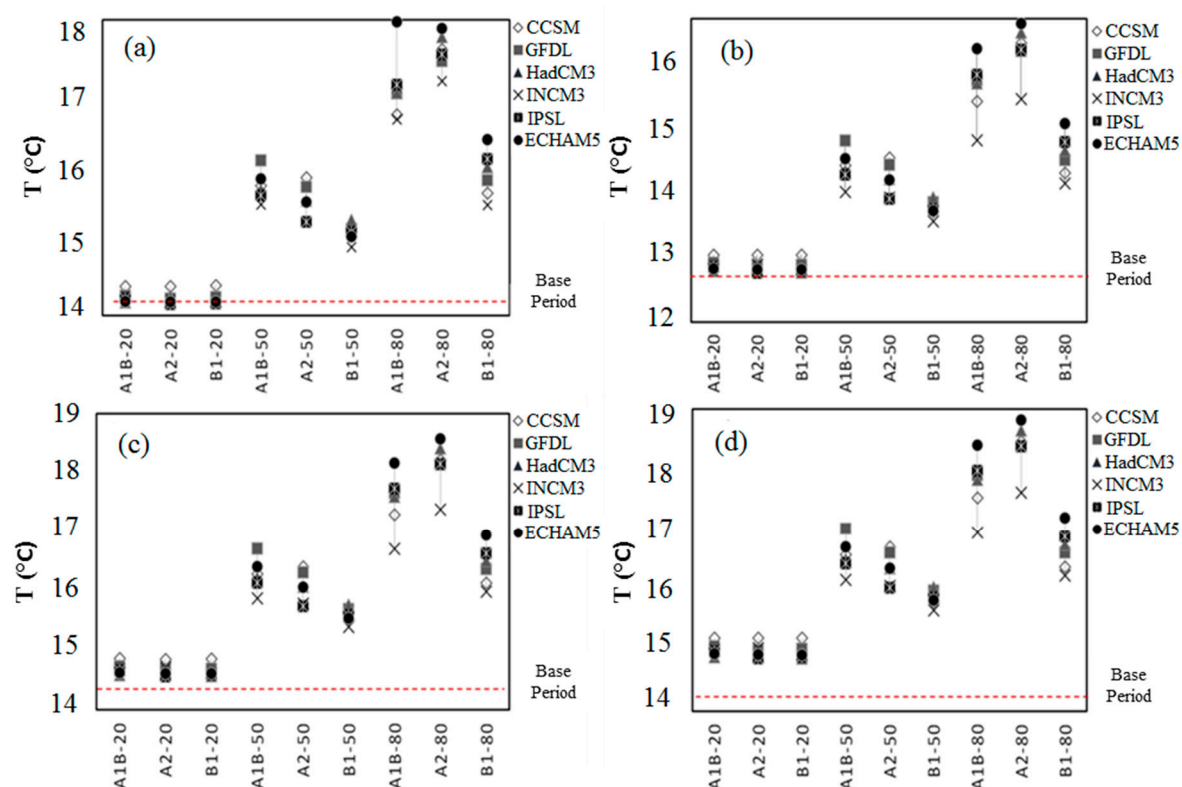 (a)
18
17
16
15
14
T (°C)
CCSM
GFDL
HadCM3
INCM3
IPSL
ECHAM5
Base
Period
A1B-20
A2-20
B1-20
A1B-50
A2-50
B1-50
A1B-80
A2-80
B1-80
(b)
16
15
14
13
12
T (°C)
CCSM
GFDL
HadCM3
INCM3
IPSL
ECHAM5
Base
Period
A1B-20
A2-20
B1-20
A1B-50
A2-50
B1-50
A1B-80
A2-80
B1-80
(c)
19
18
17
16
15
14
T (°C)
CCSM
GFDL
HadCM3
INCM3
IPSL
ECHAM5
Base
Period
A1B-20
A2-20
B1-20
A1B-50
A2-50
B1-50
A1B-80
A2-80
B1-80
(d)
19
18
17
16
15
14
T (°C)
CCSM
GFDL
HadCM3
INCM3
IPSL
ECHAM5
Base
Period
A1B-20
A2-20
B1-20
A1B-50
A2-50
B1-50
A1B-80
A2-80
B1-80